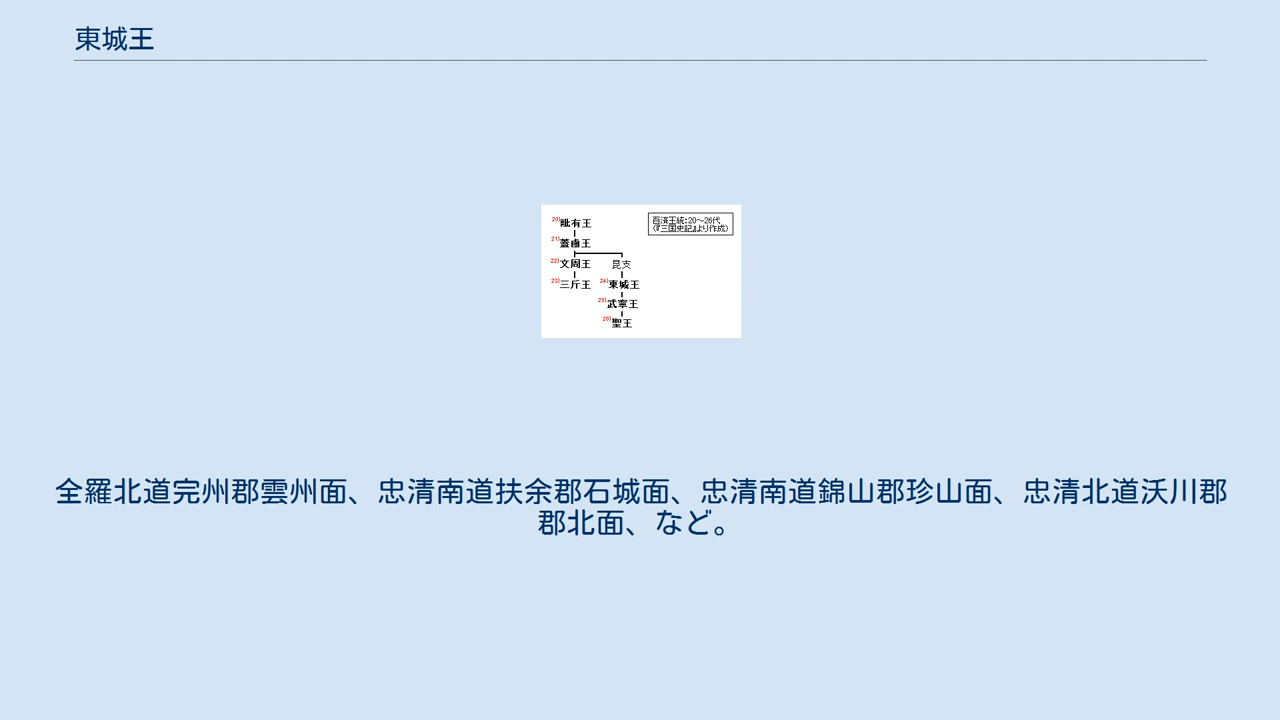 東城王
百済王統:20～26代
(『三国史記』より作成)
20)毗有王
21)蓋鹵王
22)文周王 昆支
23)三斤王 24)東城王
25)武寧王
26)聖王
全羅北道完州郡雲州面、忠清南道扶余郡石城面、忠清南道錦山郡珍山面、忠清北道沃川郡
郡北面、など。